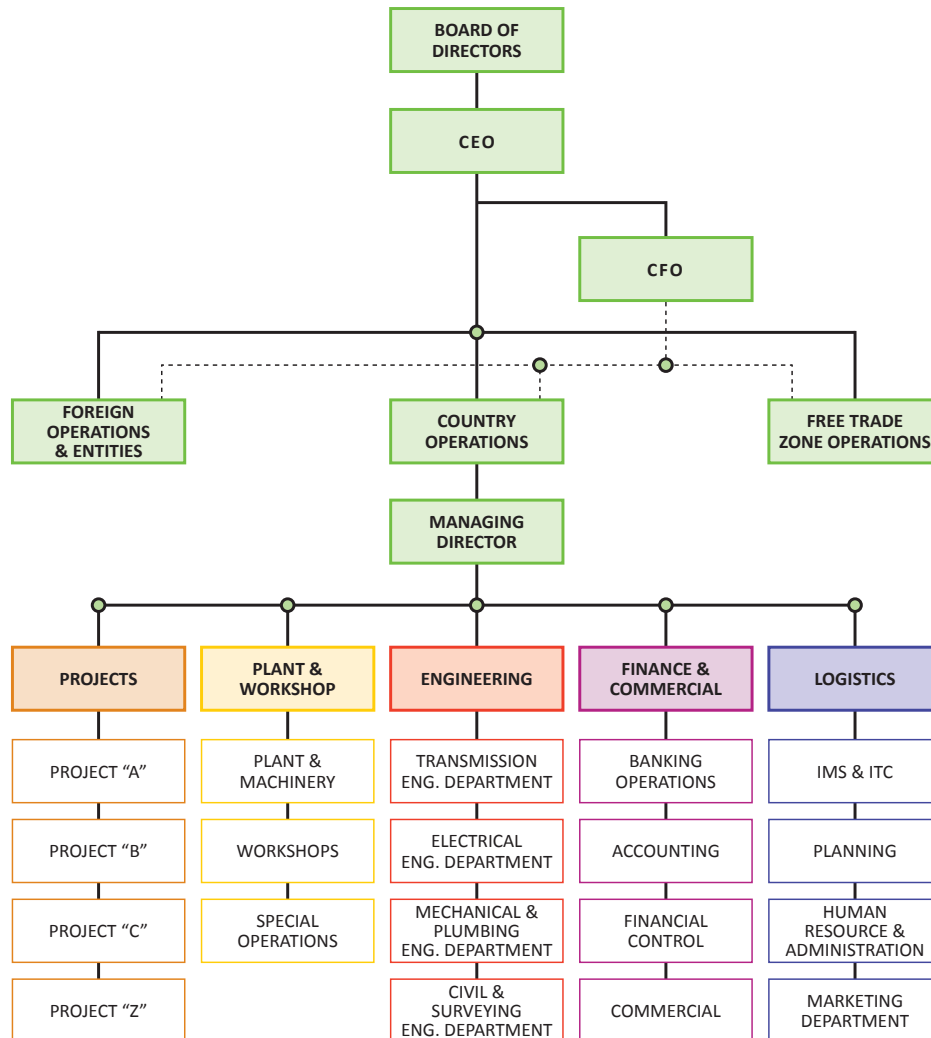 BOARD OF
DIRECTORS
CEO
CFO
FOREIGN
OPERATIONS
& ENTITIES
COUNTRY
OPERATIONS
FREE TRADE
ZONE OPERATIONS
MANAGING
DIRECTOR
PROJECTS
PLANT &
WORKSHOP
ENGINEERING
FINANCE &
COMMERCIAL
LOGISTICS
PROJECT “A”
PLANT &
MACHINERY
TRANSMISSION
ENG. DEPARTMENT
BANKING
OPERATIONS
IMS & ITC
PROJECT “B”
WORKSHOPS
ELECTRICAL
ENG. DEPARTMENT
ACCOUNTING
PLANNING
PROJECT “C”
SPECIAL
OPERATIONS
MECHANICAL &
PLUMBING
ENG. DEPARTMENT
FINANCIAL
CONTROL
HUMAN
RESOURCE &
ADMINISTRATION
PROJECT “Z”
CIVIL &
SURVEYING
ENG. DEPARTMENT
COMMERCIAL
MARKETING
DEPARTMENT